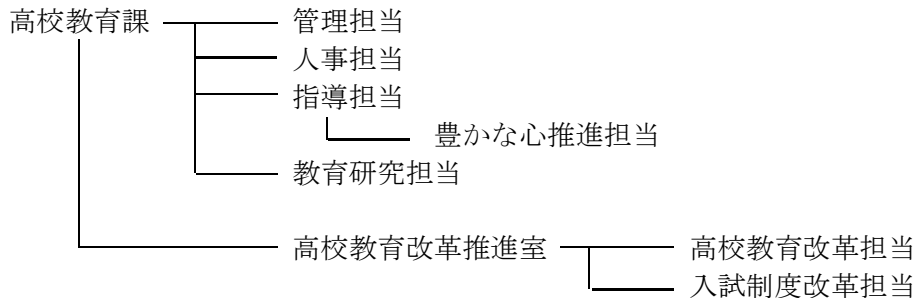 高校教育課 管理担当
人事担当
指導担当
豊かな心推進担当
教育研究担当
高校教育改革推進室 高校教育改革担当
入試制度改革担当